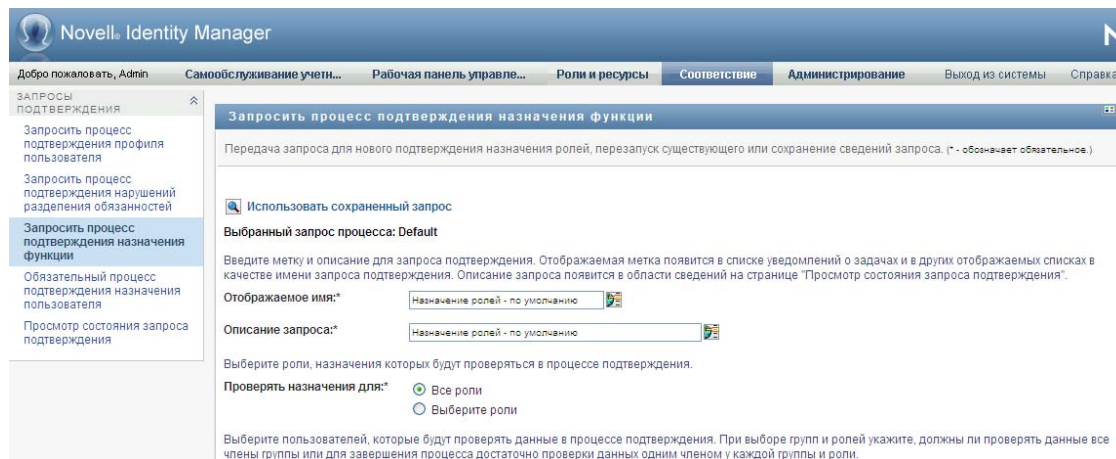 Novell® Identity Manager
N
Добро пожаловать, Admin Самообслуживание учетн... Рабочая панель управле... Роли и ресурсы Соответствие Администрирование Выход из системы Справка
ЗАПРОСЫ
ПОДТВЕРЖДЕНИЯ
Запросить процесс
подтверждения профиля
пользователя
Запросить процесс
подтверждения нарушений
разделения обязанностей
Запросить процесс
подтверждения назначения
функции
Обязательный процесс
подтверждения назначения
пользователя
Просмотр состояния запроса
подтверждения
Запросить процесс подтверждения назначения функции
Передача запроса для нового подтверждения назначения ролей, перезапуск существующего или сохранение сведений запроса. (* - обозначает обязательное.)
Использовать сохраненный запрос
Выбранный запрос процесса: Default
Введите метку и описание для запроса подтверждения. Отображаемая метка появится в списке уведомлений о задачах и в других отображаемых списках в
качестве имени запроса подтверждения. Описание запроса появится в области сведений на странице "Просмотр состояния запроса подтверждения".
Отображаемое имя:* Назначение ролей - по умолчанию
Описание запроса:* Назначение ролей - по умолчанию
Выберите роли, назначения которых будут проверяться в процессе подтверждения.
Проверять назначения для:* Все роли
Выберите роли
Выберите пользователей, которые будут проверять данные в процессе подтверждения. При выборе групп и ролей укажите, должны ли проверять данные все
члены группы или для завершения процесса достаточно проверки данных одним членом у каждой группы и роли.